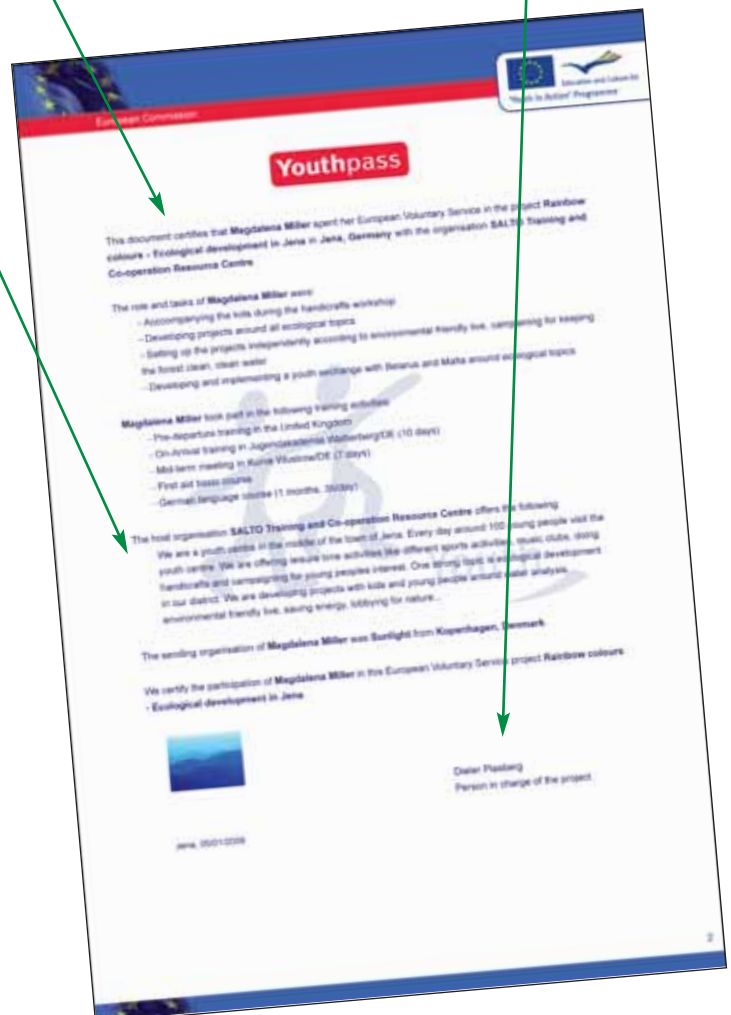 European Commission
Education and Culture DG
'Youth in Action' Programme
Youthpass
This document certifies that Magdalena Miller spent her European Voluntary Service in the project Rainbow
colours - Ecological development in Jena in Jena, Germany with the organisation SALTO Training and
Co-operation Resource Centre
The role and tasks of Magdalena Miller were:
- Accompanying the kids during the handicrafts workshop
- Developing projects around all ecological topics
- Setting up the projects independently according to environmental friendly live, campaigning for keeping
the forest clean, clean water
- Developing and implementing a youth exchange with Belarus and Malta around ecological topics
Magdalena Miller took part in the following training activities:
- Pre-departure training in the United Kingdom
- On-Arrival training in Jugendakademie Walberberg/DE (10 days)
- Mid-term meeting in Kurve Wustrow/DE (7 days)
- First aid basic course
- German language course (1 months, 3h/day)
The host organisation SALTO Training and Co-operation Resource Centre offers the following:
We are a youth centre in the middle of the town of Jena. Every day around 100 young people visit the
youth centre. We are offering leisure time activities like different sports activities, music clubs, doing
handicrafts and campaigning for young peoples interest. One strong topic is ecological development
in our district. We are developing projects with kids and young people around water analysis,
environmental friendly live, saving energy, lobbying for nature...
The sending organisation of Magdalena Miller was Sunlight from Kopenhagen, Denmark.
We certify the participation of Magdalena Miller in this European Voluntary Service project Rainbow colours
- Ecological development in Jena
Dieter Plasberg
Person in charge of the project
Jena, 05/01/2009
2